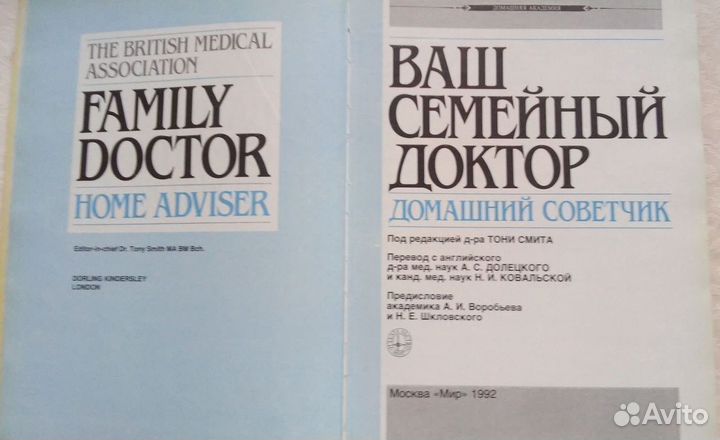 THE BRITISH MEDICAL
ASSOCIATION
FAMILY
DOCTOR
HOME ADVISER
Editor-in-chief Dr. Tony Smith MA BM Bch.
DORLING KINDERSLEY
LONDON
ДОМАШНЯЯ АКАДЕМИЯ
ВАШ
СЕМЕЙНЫЙ
ДОКТОР
ДОМАШНИЙ СОВЕТЧИК
Под редакцией д-ра ТОНИ СМИТА
Перевод с английского
д-ра мед. наук А. С. ДОЛЕЦКОГО
и канд. мед. наук Н. И. КОВАЛЬСКОЙ
Предисловие
академика А. И. Воробьева
и Н. Е. Шкловского
Москва «Мир» 1992
Avito